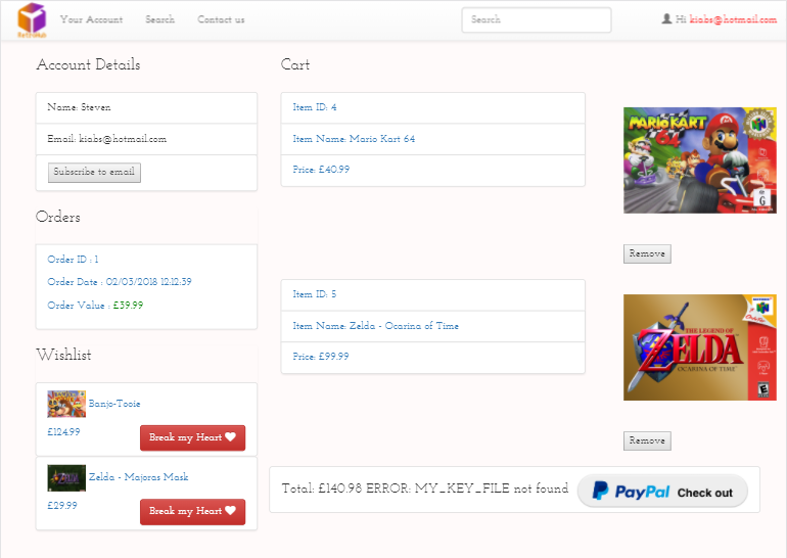 RetroHub
Your Account
Search
Contact us
Search
Hi kiabs@hotmail.com
Account Details
Name: Steven
Email: kiabs@hotmail.com
Subscribe to email
Orders
Order ID : 1
Order Date : 02/03/2018 12:12:39
Order Value : £39.99
Wishlist
Banjo-Tooie
£124.99
Break my Heart
Zelda - Majoras Mask
£29.99
Break my Heart
Cart
Item ID: 4
Item Name: Mario Kart 64
Price: £40.99
MARIO KART
64
G
Remove
Item ID: 5
Item Name: Zelda - Ocarina of Time
Price: £99.99
THE LEGEND OF
ZELDA
OCARINA OF TIME
E
Remove
Total: £140.98 ERROR: MY_KEY_FILE not found
PayPal Check out